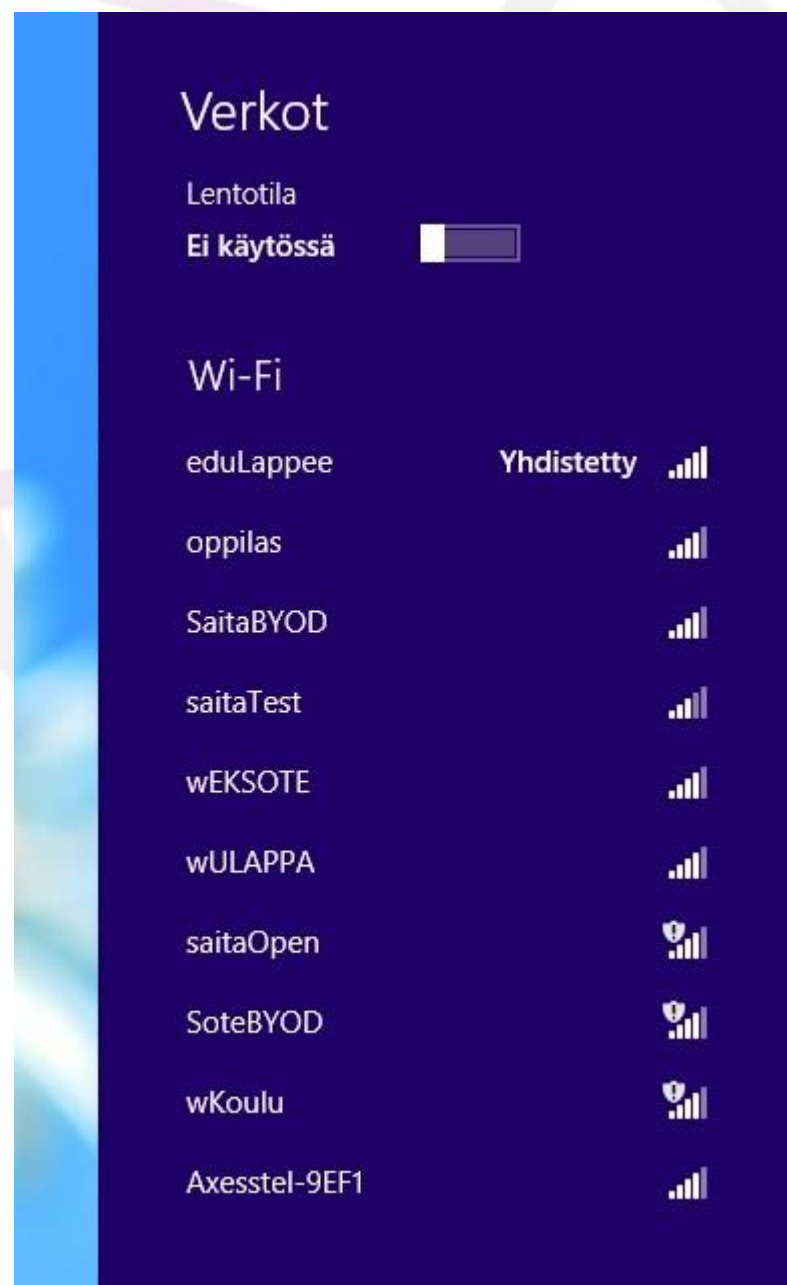 Verkot
Lentotila
Ei käytössä
Wi-Fi
eduLappee Yhdistetty
oppilas
SaitaBYOD
saitaTest
wEKSOTE
wULAPPA
saitaOpen
SoteBYOD
wKoulu
Axesstel-9EF1